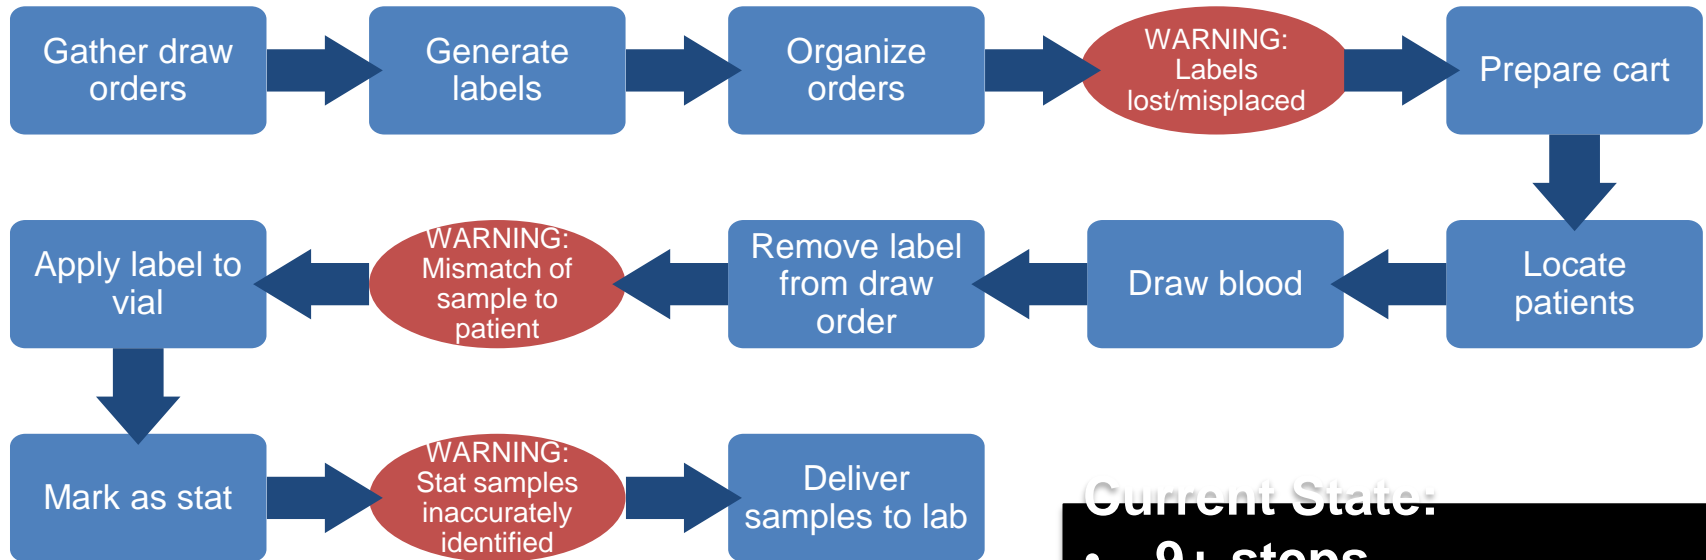 Gather draw
orders
Generate
labels
Organize
orders
WARNING:
Labels
lost/misplaced
Prepare cart
Locate
patients
Draw blood
Remove label
from draw
order
WARNING:
Mismatch of
sample to
patient
Apply label to
vial
Mark as stat
WARNING:
Stat samples
inaccurately
identified
Deliver
samples to lab
Current State:
• 9+ steps